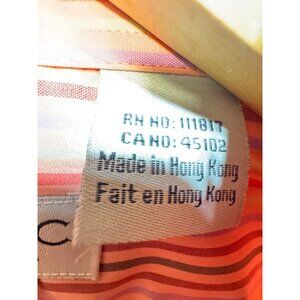 RN NO: 111817
CA NO: 45102
Made in Hong Kong
Fait en Hong Kong
C